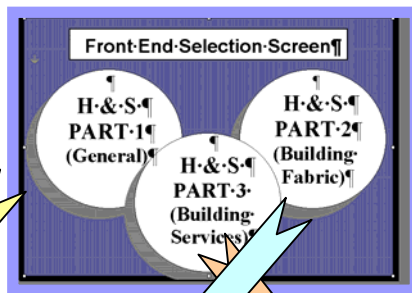 Front·End·Selection·Screen¶
¶
H·&·S·¶
PART·1¶
(General)¶
¶
H·&·S·¶
PART·2¶
(Building·
Fabric)¶
¶
H·&·S·¶
PART·3·
(Building·
Services)¶